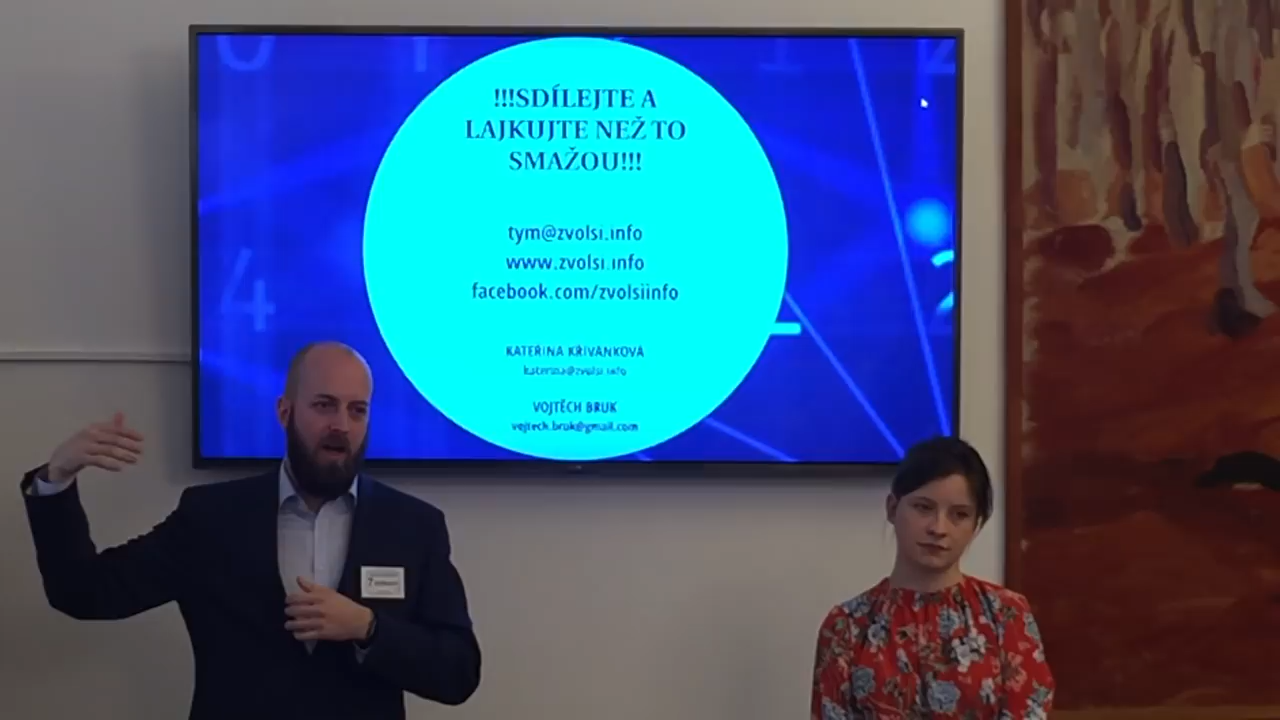 !!!SDÍLEJTE A
LAJKUJTE NEŽ TO
SMAŽOU!!!
tym@zvolsi.info
www.zvolsi.info
facebook.com/zvolsiinfo
KATEŘINA KŘIVÁNKOVÁ
katerina@zvolsi.info
VOJTĚCH BRUK
vojtech.bruk@gmail.com